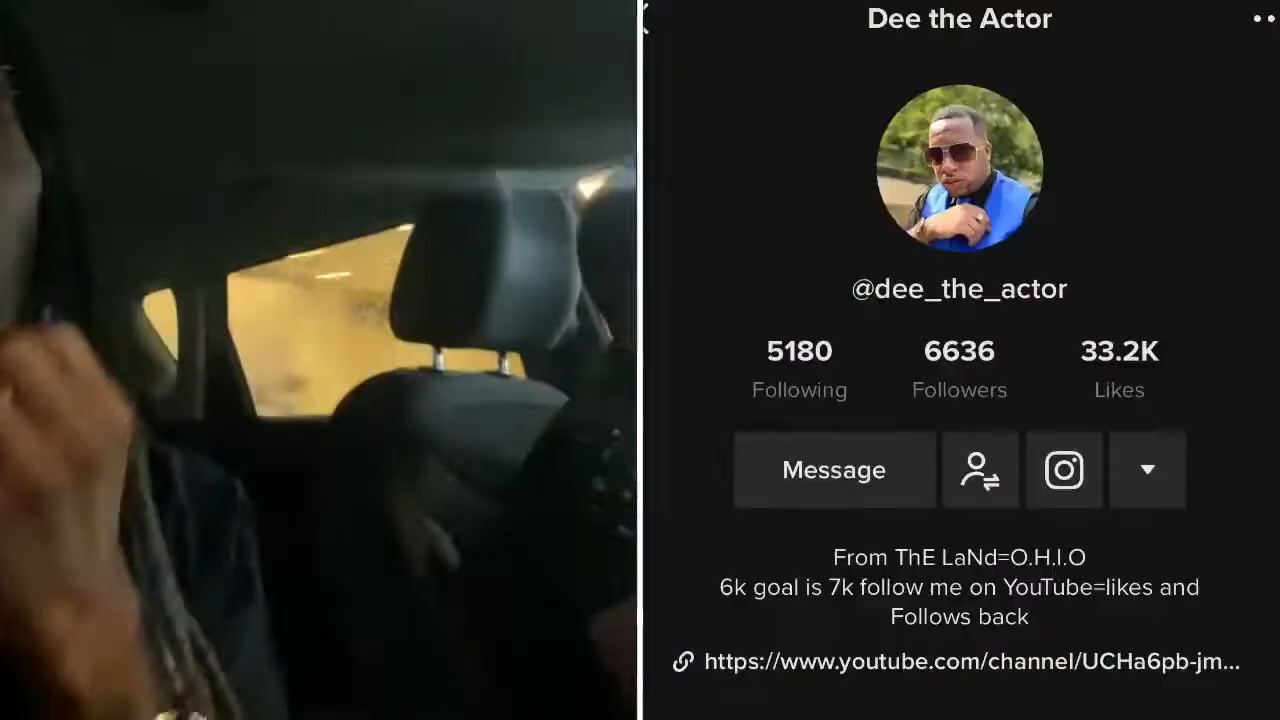 Dee the Actor
@dee_the_actor
5180 6636 33.2K
Following Followers Likes
Message
From ThE LaNd=O.H.I.O
6k goal is 7k follow me on YouTube=likes and
Follows back
https://www.youtube.com/channel/UCHa6pb-jm...